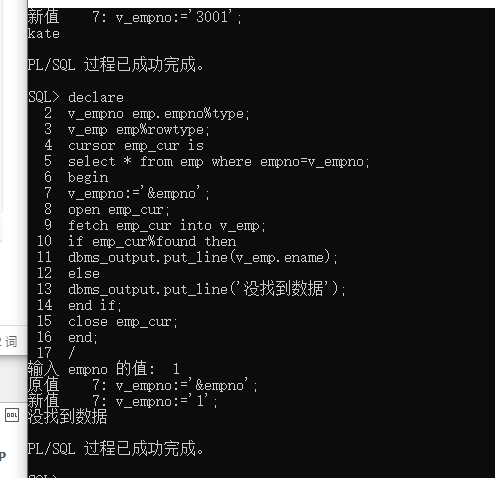 新值    7: v_empno:='3001';
kate
PL/SQL 过程已成功完成。
SQL> declare
  2  v_empno emp.empno%type;
  3  v_emp emp%rowtype;
  4  cursor emp_cur is
  5  select * from emp where empno=v_empno;
  6  begin
  7  v_empno:='&empno';
  8  open emp_cur;
  9  fetch emp_cur into v_emp;
 10  if emp_cur%found then
 11  dbms_output.put_line(v_emp.ename);
 12  else
 13  dbms_output.put_line('没找到数据');
 14  end if;
 15  close emp_cur;
 16  end;
 17  /
输入 empno 的值:  1
原值    7: v_empno:='&empno';
新值    7: v_empno:='1';
没找到数据
PL/SQL 过程已成功完成。
SQL>
词
P